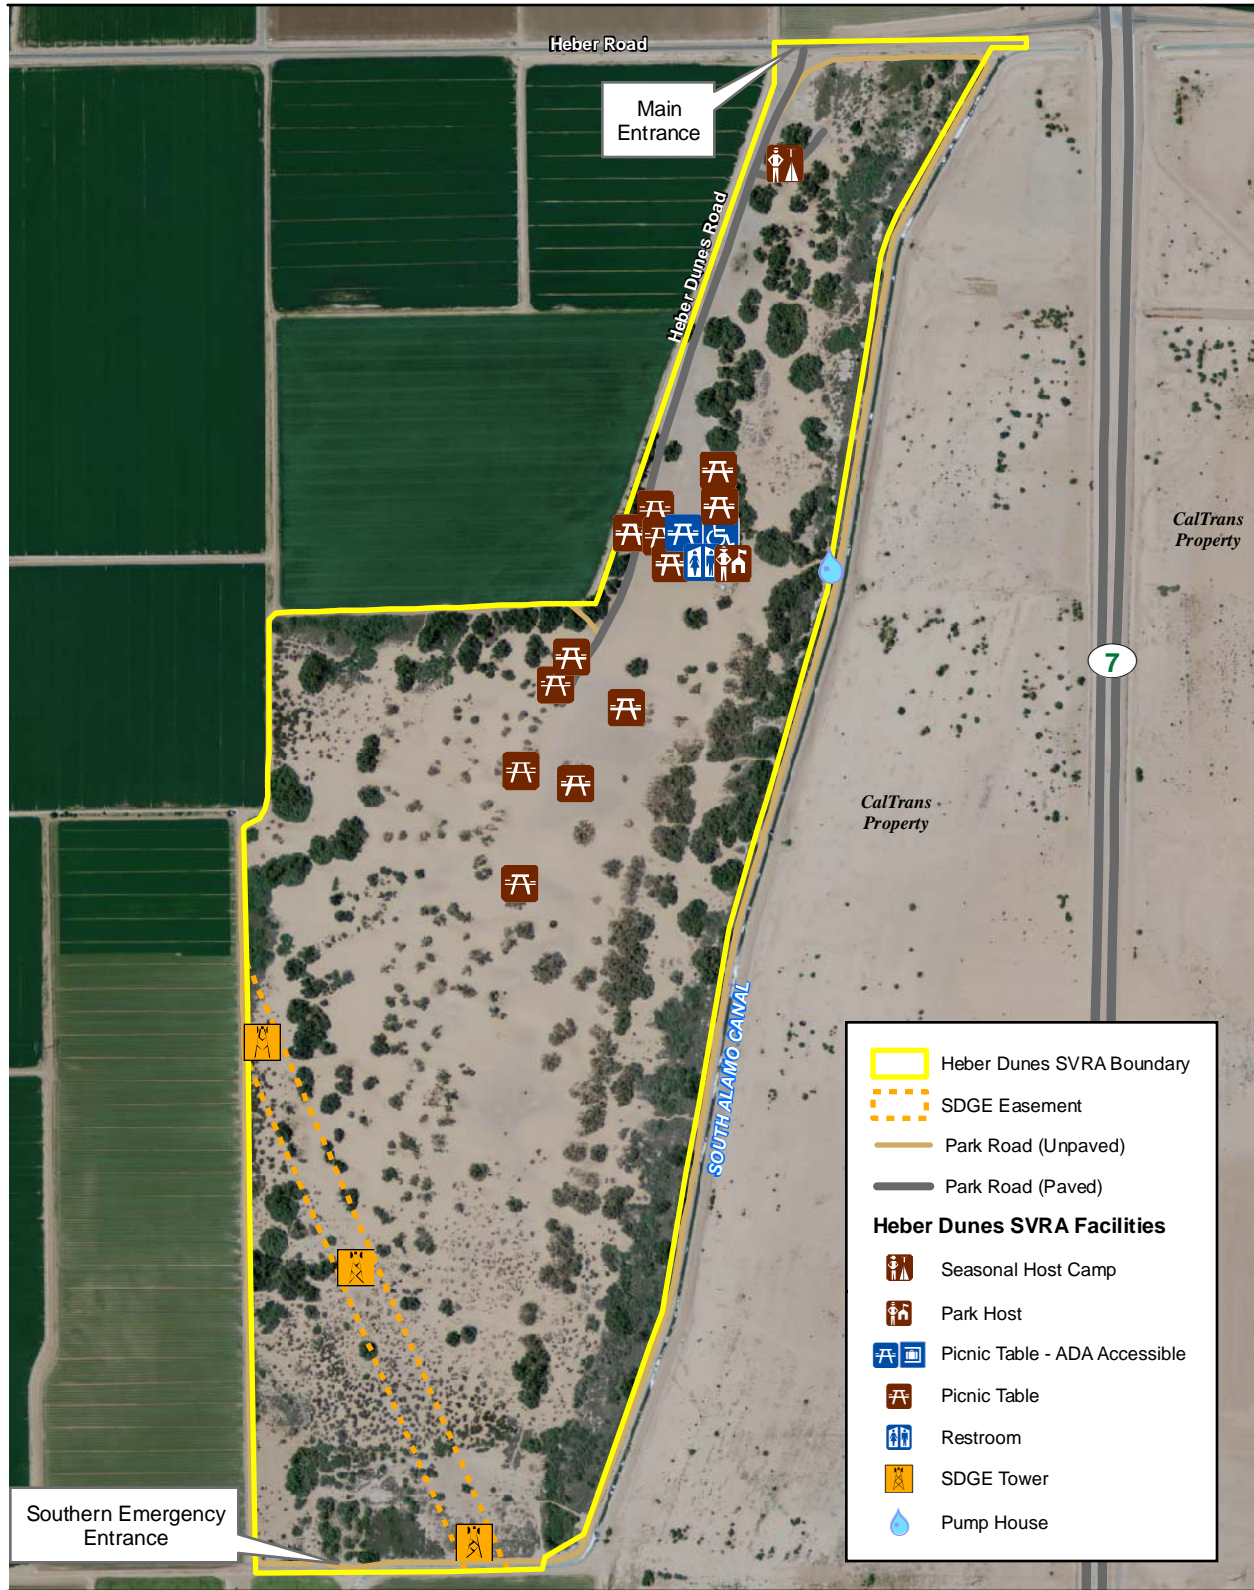 Heber Road
Main
Entrance
Heber Dunes Road
CalTrans
Property
7
CalTrans
Property
SOUTH ALAMO CANAL
Heber Dunes SVRA Boundary
SDGE Easement
Park Road (Unpaved)
Park Road (Paved)
Heber Dunes SVRA Facilities
Seasonal Host Camp
Park Host
Picnic Table - ADA Accessible
Picnic Table
Restroom
SDGE Tower
Pump House
Southern Emergency
Entrance